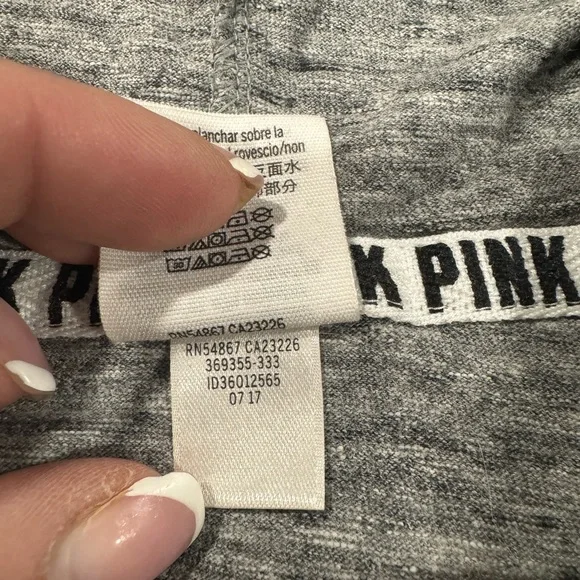 planchar sobre la
rovescio/non
面水
部分
K PINK PINK
RN54867 CA23226
RN54867 CA23226
369355-333
ID36012565
07 17